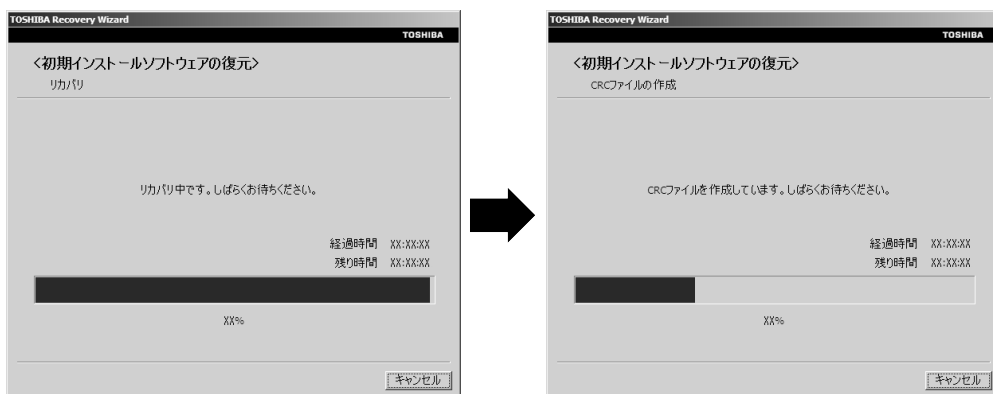 TOSHIBA Recovery Wizard
TOSHIBA
<初期インストールソフトウェアの復元>
リカバリ
リカバリ中です。しばらくお待ちください。
経過時間 XX:XX:XX
残り時間 XX:XX:XX
XX%
キャンセル
TOSHIBA Recovery Wizard
TOSHIBA
<初期インストールソフトウェアの復元>
CRCファイルの作成
CRCファイルを作成しています。しばらくお待ちください。
経過時間 XX:XX:XX
残り時間 XX:XX:XX
XX%
キャンセル